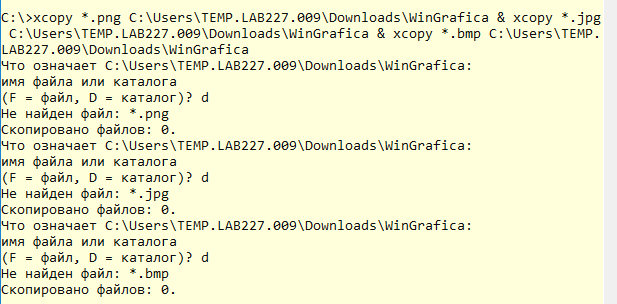 C:\>xcopy *.png C:\Users\TEMP.LAB227.009\Downloads\WinGrafica & xcopy *.jpg
 C:\Users\TEMP.LAB227.009\Downloads\WinGrafica & xcopy *.bmp C:\Users\TEMP.
LAB227.009\Downloads\WinGrafica
Что означает C:\Users\TEMP.LAB227.009\Downloads\WinGrafica:
имя файла или каталога
(F = файл, D = каталог)? d
Не найден файл: *.png
Скопировано файлов: 0.
Что означает C:\Users\TEMP.LAB227.009\Downloads\WinGrafica:
имя файла или каталога
(F = файл, D = каталог)? d
Не найден файл: *.jpg
Скопировано файлов: 0.
Что означает C:\Users\TEMP.LAB227.009\Downloads\WinGrafica:
имя файла или каталога
(F = файл, D = каталог)? d
Не найден файл: *.bmp
Скопировано файлов: 0.